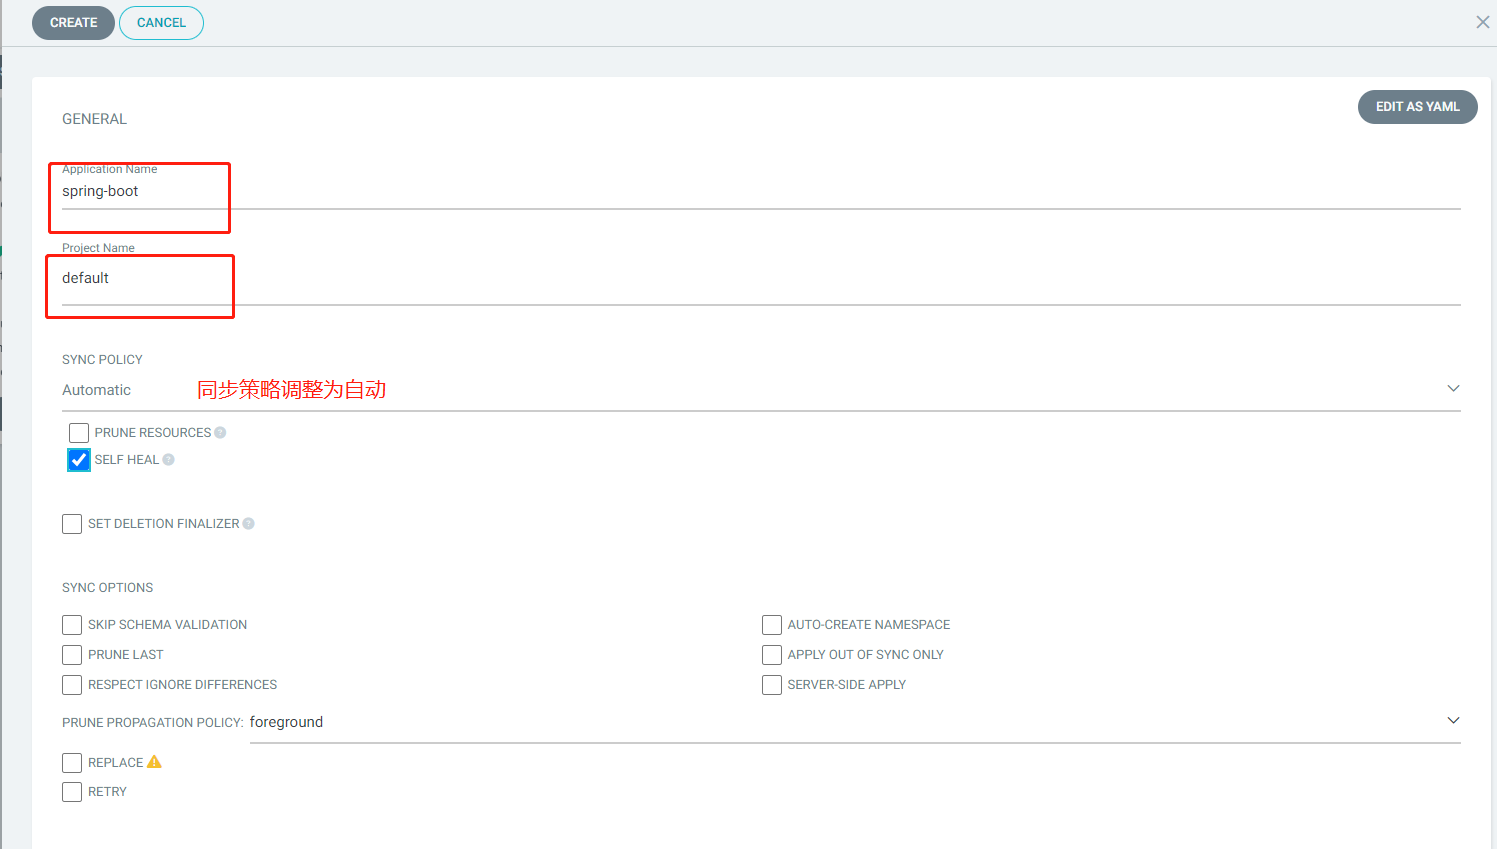 CREATE
CANCEL
EDIT AS YAML
GENERAL
Application Name
spring-boot
Project Name
default
SYNC POLICY
Automatic
同步策略调整为自动
PRUNE RESOURCES
SELF HEAL
SET DELETION FINALIZER
SYNC OPTIONS
SKIP SCHEMA VALIDATION
AUTO-CREATE NAMESPACE
PRUNE LAST
APPLY OUT OF SYNC ONLY
RESPECT IGNORE DIFFERENCES
SERVER-SIDE APPLY
PRUNE PROPAGATION POLICY: foreground
REPLACE
RETRY